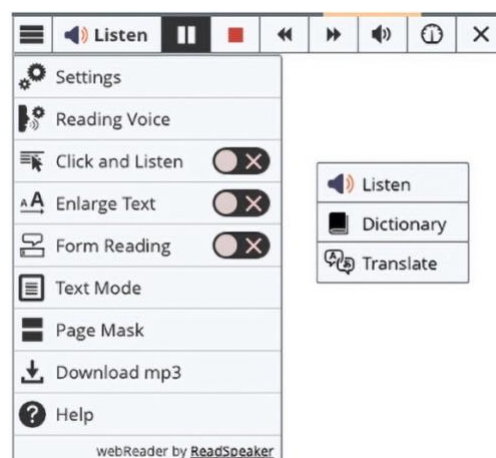 Listen
Settings
Reading Voice
Click and Listen
Enlarge Text
Form Reading
Text Mode
Page Mask
Download mp3
Help
webReader by ReadSpeaker
Listen
Dictionary
Translate